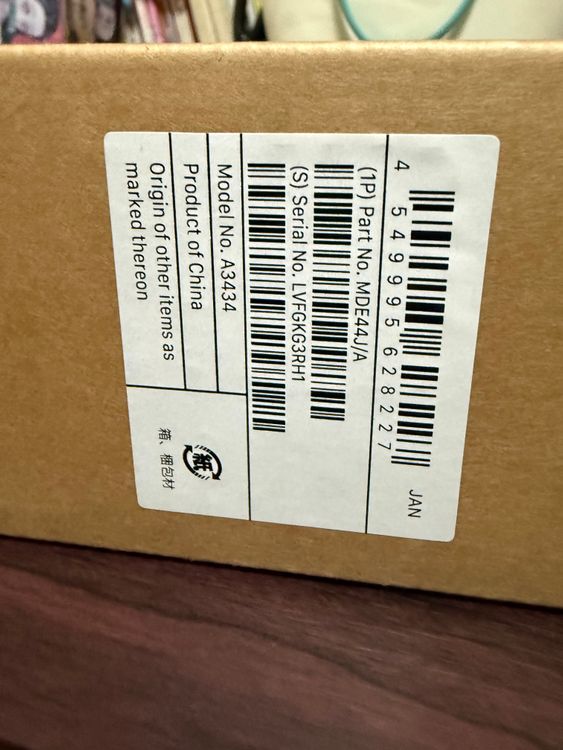 4 549995 628227
JAN
(1P) Part No. MDE44J/A
(S) Serial No. LVFGKG3RH1
Model No. A3434
Product of China
Origin of other items as
marked thereon
紙
箱、梱包材